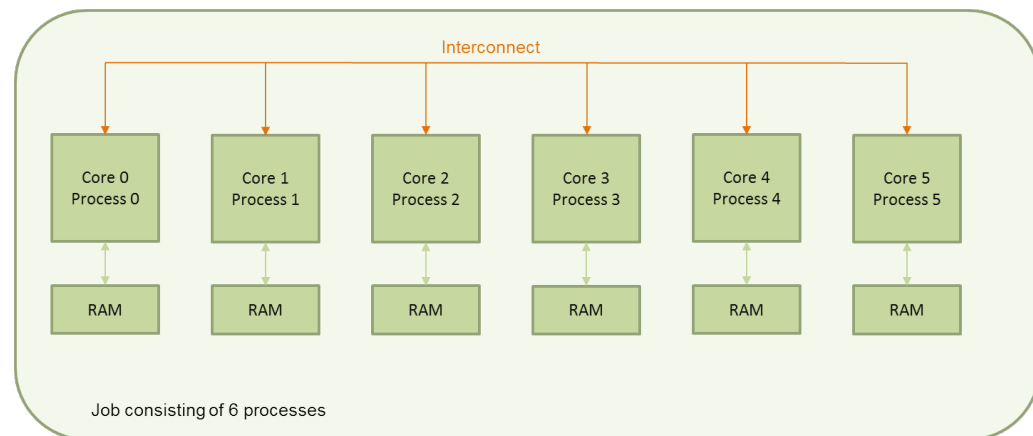 Interconnect
Core 0
Process 0
Core 1
Process 1
Core 2
Process 2
Core 3
Process 3
Core 4
Process 4
Core 5
Process 5
RAM
RAM
RAM
RAM
RAM
RAM
Job consisting of 6 processes